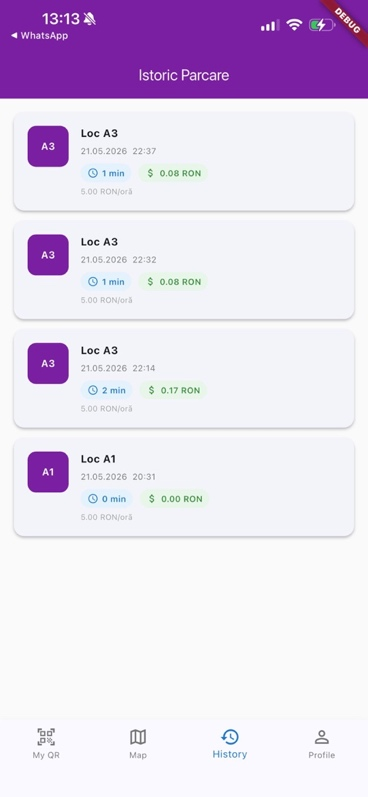 13:13
DEBUG
WhatsApp
Istoric Parcare
A3
Loc A3
21.05.2026 22:37
1 min
$ 0.08 RON
5.00 RON/oră
A3
Loc A3
21.05.2026 22:32
1 min
$ 0.08 RON
5.00 RON/oră
A3
Loc A3
21.05.2026 22:14
2 min
$ 0.17 RON
5.00 RON/oră
A1
Loc A1
21.05.2026 20:31
0 min
$ 0.00 RON
5.00 RON/oră
My QR
Map
History
Profile